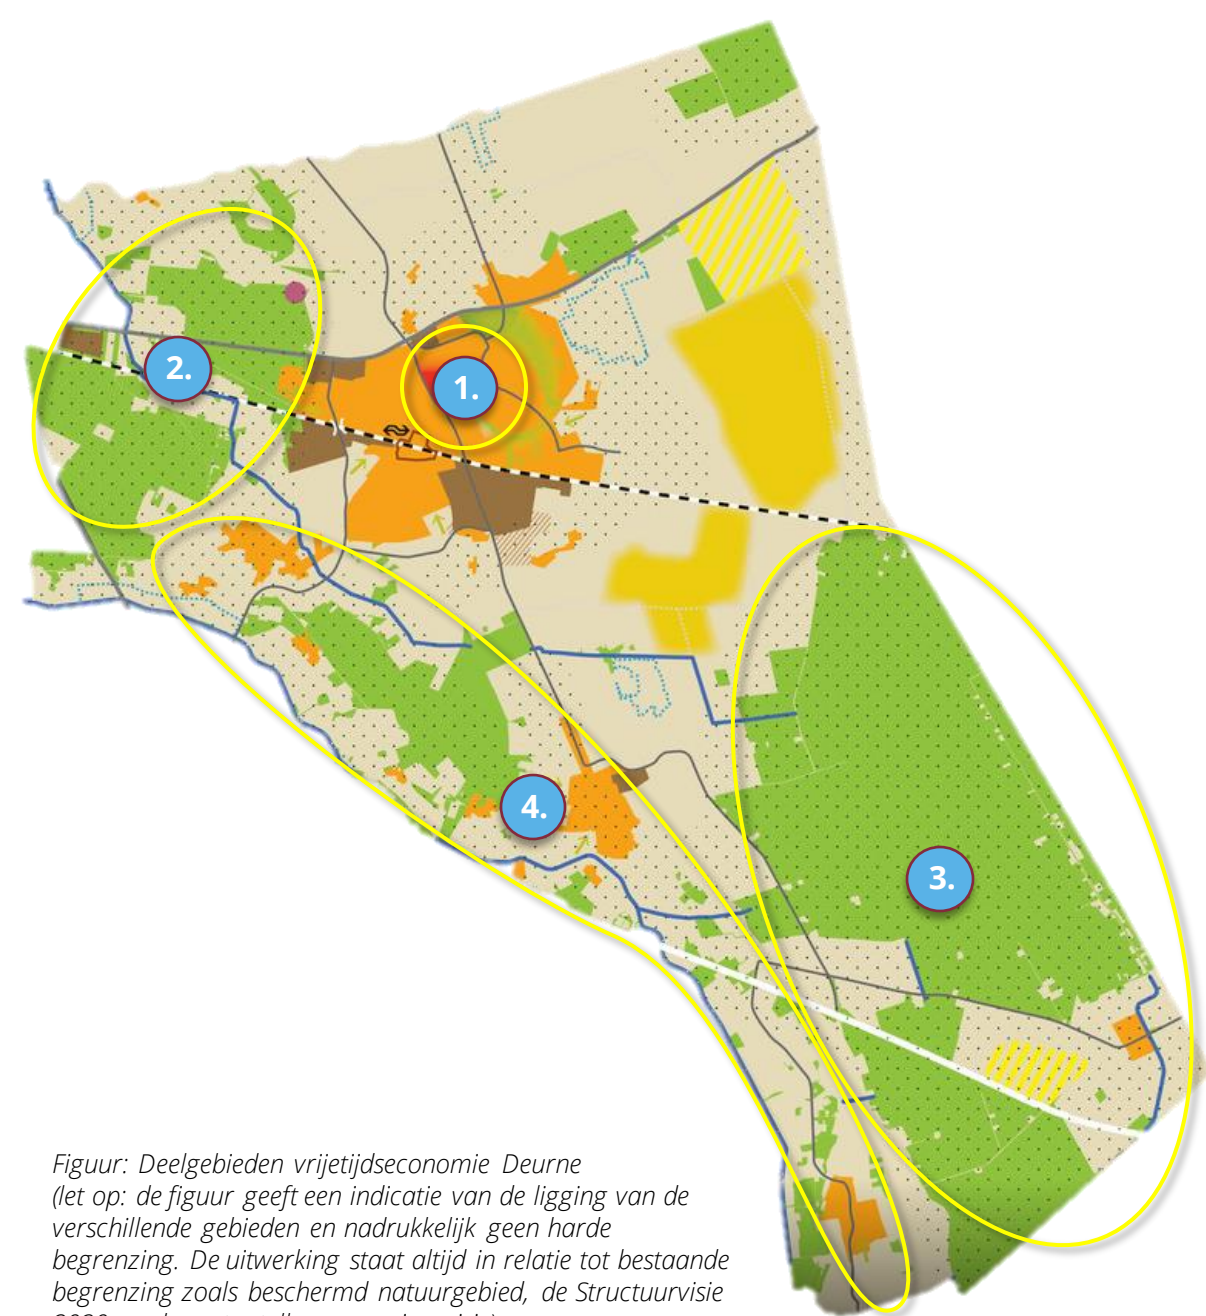 1.
2.
3.
4.
Figuur: Deelgebieden vrijetijdseconomie Deurne
(let op: de figuur geeft een indicatie van de ligging van de
verschillende gebieden en nadrukkelijk geen harde
begrenzing. De uitwerking staat altijd in relatie tot bestaande
begrenzing zoals beschermd natuurgebied, de Structuurvisie